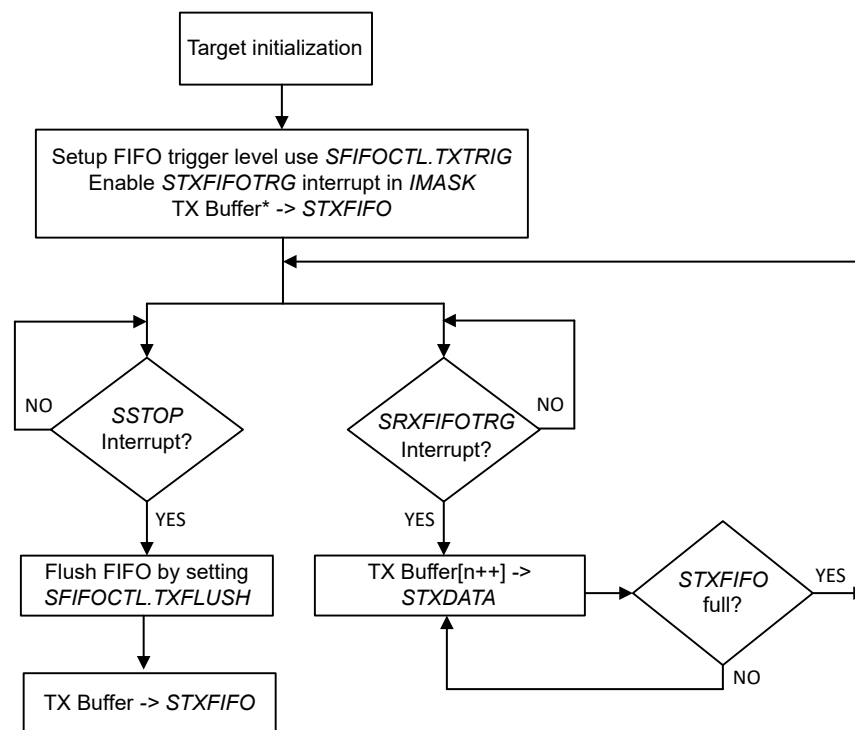 Target initialization
Setup FIFO trigger level use SFIFOCTL.TXTRIG
Enable STXFIFOTRG interrupt in IMASK
TX Buffer* -> STXFIFO
NO
SSTOP
Interrupt?
YES
SRXFIFOTRG
Interrupt?
NO
YES
Flush FIFO by setting
SFIFOCTL.TXFLUSH
TX Buffer[n++] ->
STXDATA
STXFIFO
full?
YES
NO
TX Buffer -> STXFIFO